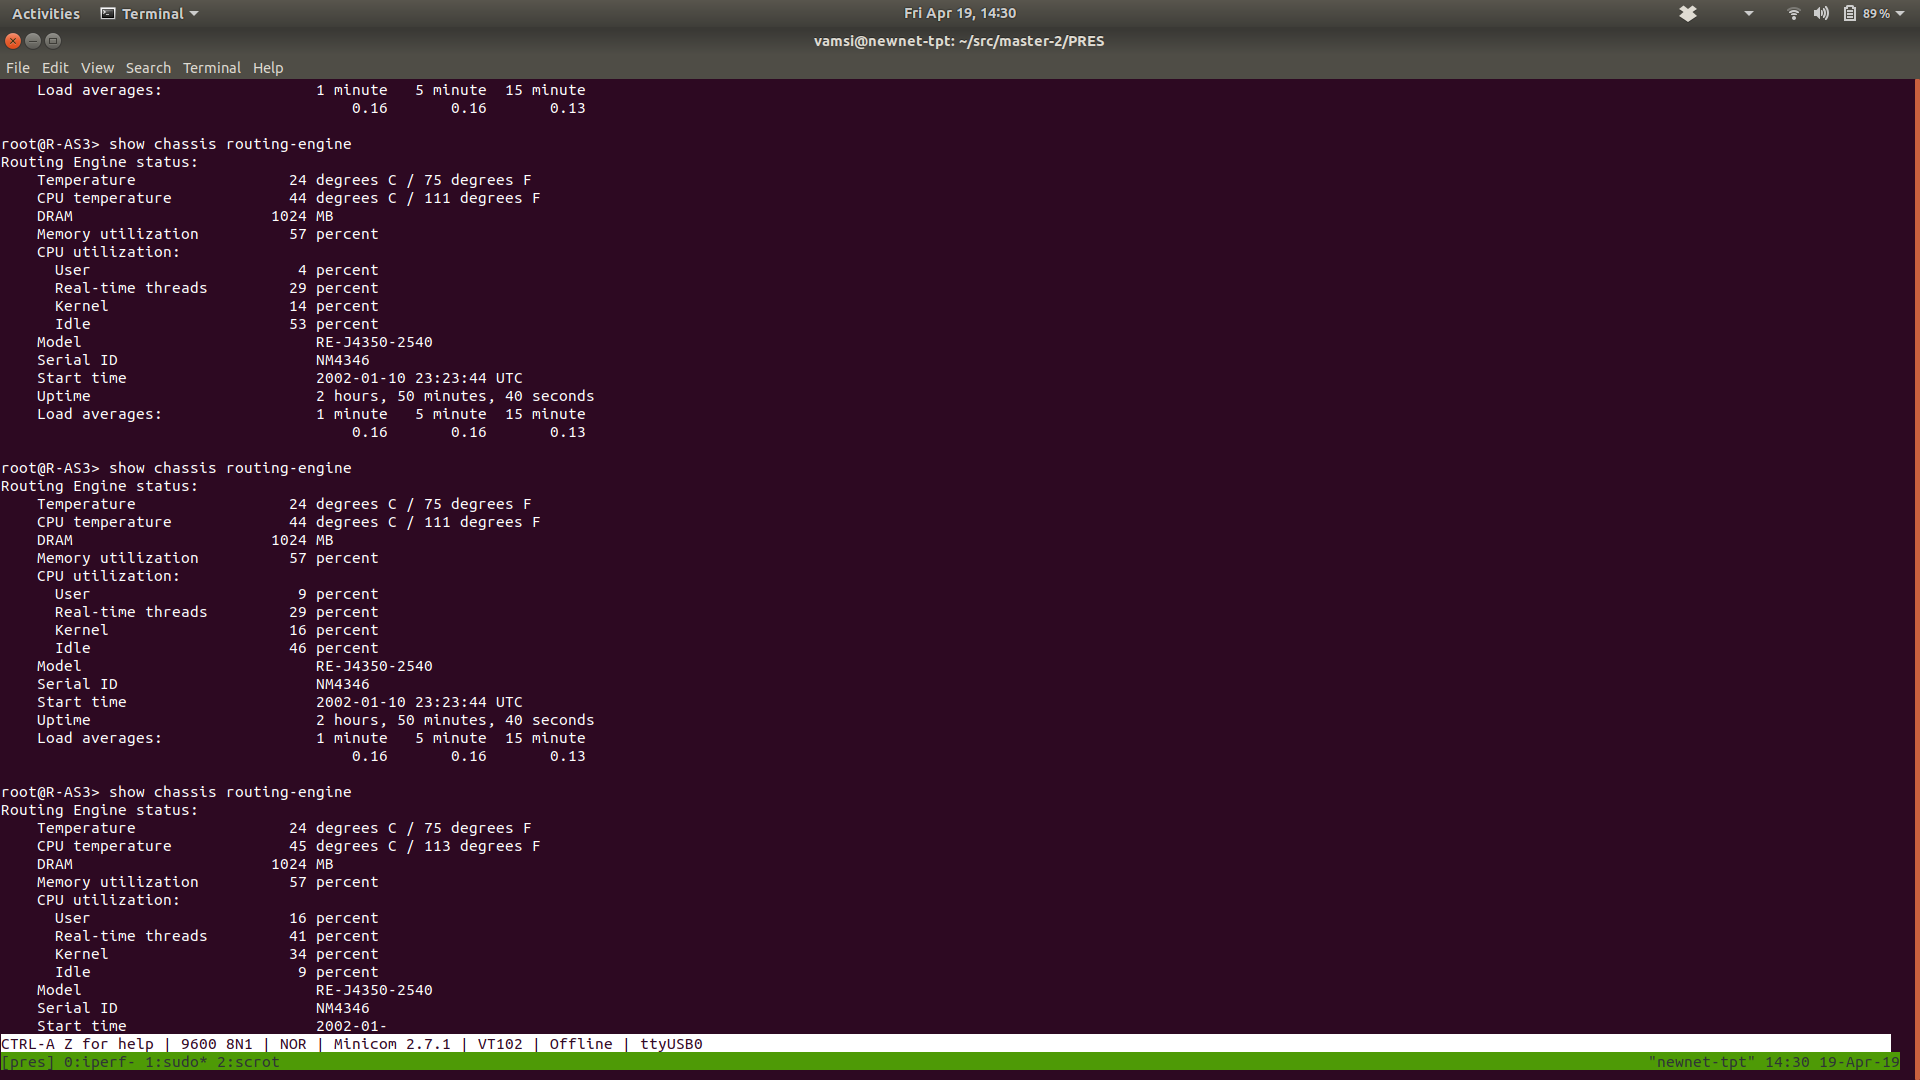 Activities Terminal Fri Apr 19, 14:30 89 %
vamsi@newnet-tpt: ~/src/master-2/PRES
File Edit View Search Terminal Help
    Load averages:                 1 minute   5 minute  15 minute
                                       0.16       0.16       0.13
root@R-AS3> show chassis routing-engine
Routing Engine status:
    Temperature                 24 degrees C / 75 degrees F
    CPU temperature             44 degrees C / 111 degrees F
    DRAM                      1024 MB
    Memory utilization          57 percent
    CPU utilization:
      User                       4 percent
      Real-time threads         29 percent
      Kernel                    14 percent
      Idle                      53 percent
    Model                          RE-J4350-2540
    Serial ID                      NM4346
    Start time                     2002-01-10 23:23:44 UTC
    Uptime                         2 hours, 50 minutes, 40 seconds
    Load averages:                 1 minute   5 minute  15 minute
                                       0.16       0.16       0.13
root@R-AS3> show chassis routing-engine
Routing Engine status:
    Temperature                 24 degrees C / 75 degrees F
    CPU temperature             44 degrees C / 111 degrees F
    DRAM                      1024 MB
    Memory utilization          57 percent
    CPU utilization:
      User                       9 percent
      Real-time threads         29 percent
      Kernel                    16 percent
      Idle                      46 percent
    Model                          RE-J4350-2540
    Serial ID                      NM4346
    Start time                     2002-01-10 23:23:44 UTC
    Uptime                         2 hours, 50 minutes, 40 seconds
    Load averages:                 1 minute   5 minute  15 minute
                                       0.16       0.16       0.13
root@R-AS3> show chassis routing-engine
Routing Engine status:
    Temperature                 24 degrees C / 75 degrees F
    CPU temperature             45 degrees C / 113 degrees F
    DRAM                      1024 MB
    Memory utilization          57 percent
    CPU utilization:
      User                      16 percent
      Real-time threads         41 percent
      Kernel                    34 percent
      Idle                       9 percent
    Model                          RE-J4350-2540
    Serial ID                      NM4346
    Start time                     2002-01-
CTRL-A Z for help | 9600 8N1 | NOR | Minicom 2.7.1 | VT102 | Offline | ttyUSB0
[pres] 0:iperf- 1:sudo* 2:scrot "newnet-tpt" 14:30 19-Apr-19